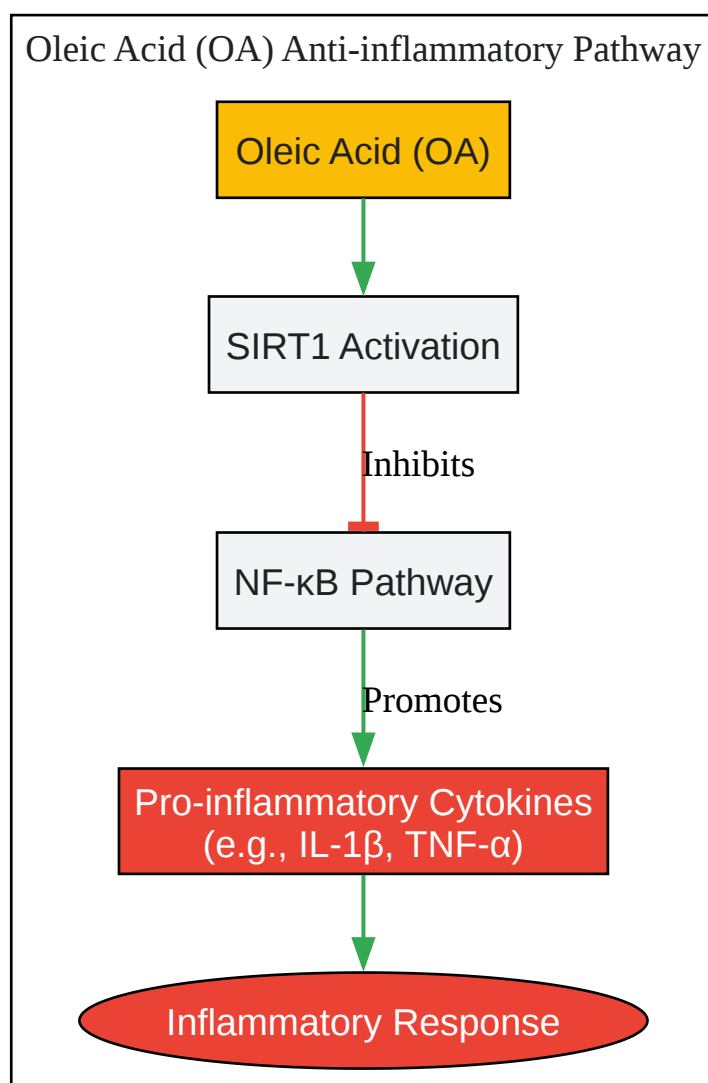 Oleic Acid (OA) Anti-inflammatory Pathway
Oleic Acid (OA)
SIRT1 Activation
Inhibits
NF-κB Pathway
Promotes
Pro-inflammatory Cytokines
(e.g., IL-1β, TNF-α)
Inflammatory Response